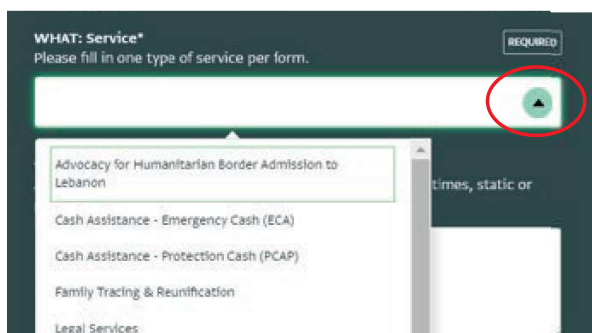 WHAT: Service*
REQUIRED
Please fill in one type of service per form.
Advocacy for Humanitarian Border Admission to
Lebanon
times, static or
Cash Assistance - Emergency Cash (ECA)
Cash Assistance - Protection Cash (PCAP)
Family Tracing & Reunification
Legal Services